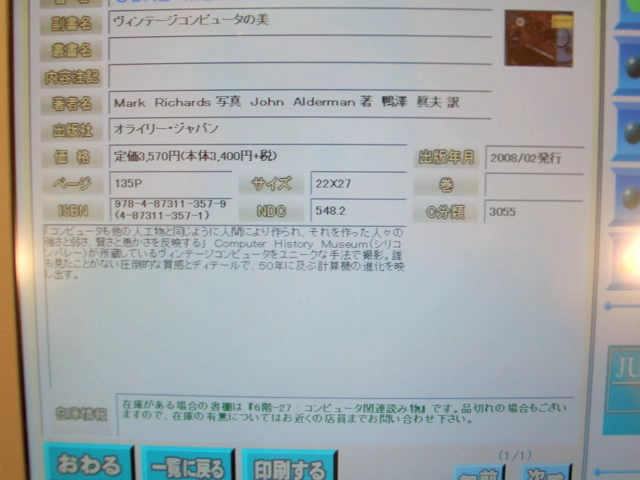 副書名 ヴィンテージコンピュータの美
叢書名
内容注記
著者名 Mark Richards 写真 John Alderman 著 鴨澤 眞夫 訳
出版社 オライリー・ジャパン
価 格 定価3,570円(本体3,400円+税) 出版年月 2008/02発行
ページ 135P サイズ 22X27 巻
ISBN 978-4-87311-357-9 (4-87311-357-1) NDC 548.2 C分類 3055
「コンピュータも他の人工物と同じように人間により作られ、それを作った人々の
強さと弱さ、賢さと愚かさを反映する」 Computer History Museum(シリコ
ンバレー)が所蔵しているヴィンテージコンピュータをユニークな手法で撮影。誰
も見たことがない圧倒的な質感とディテールで、50年に及ぶ計算機の進化を映
し出す。
在庫情報 在庫がある場合の書棚は『6階-27:コンピュータ関連読み物』です。品切れの場合もござい
ますので、在庫の有無についてはお近くの店員までお問い合わせ下さい。
(1/1)
おわる 一覧に戻る 印刷する
JU